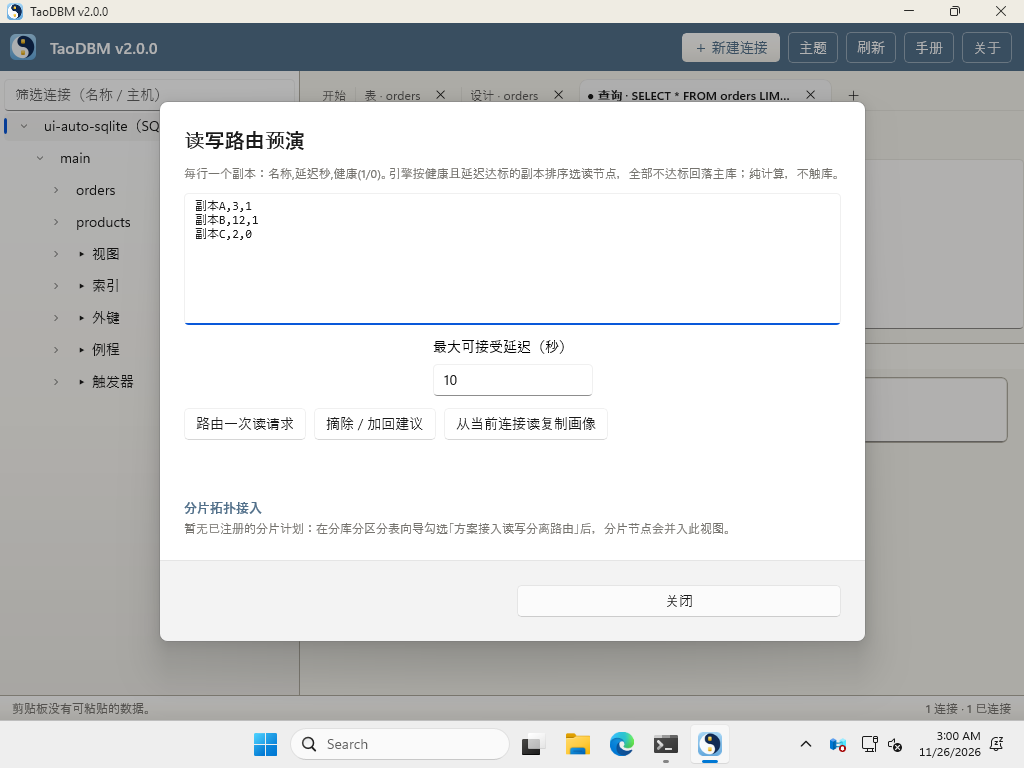 TaoDBM v2.0.0
TaoDBM v2.0.0
+ 新建连接
主题
刷新
手册
关于
筛选连接（名称 / 主机）
开始
表 · orders
设计 · orders
● 查询 · SELECT * FROM orders LIM...
ui-auto-sqlite（SQ
main
orders
products
视图
索引
外键
例程
触发器
读写路由预演
每行一个副本：名称,延迟秒,健康(1/0)。引擎按健康且延迟达标的副本排序选读节点，全部不达标回落主库；纯计算，不触库。
副本A,3,1
副本B,12,1
副本C,2,0
最大可接受延迟（秒）
10
路由一次读请求
摘除 / 加回建议
从当前连接读复制画像
分片拓扑接入
暂无已注册的分片计划：在分库分区分表向导勾选「方案接入读写分离路由」后，分片节点会并入此视图。
关闭
剪贴板没有可粘贴的数据。
1 连接 · 1 已连接
Search
3:00 AM
11/26/2026